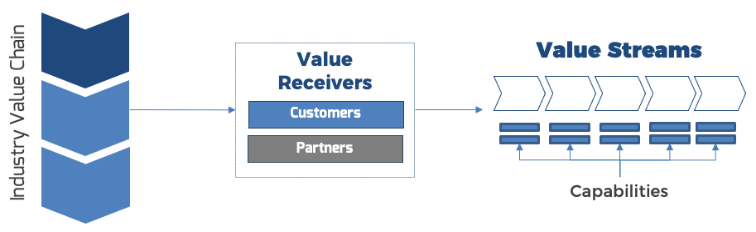 Industry Value Chain
Value
Receivers
Customers
Partners
Value Streams
Capabilities